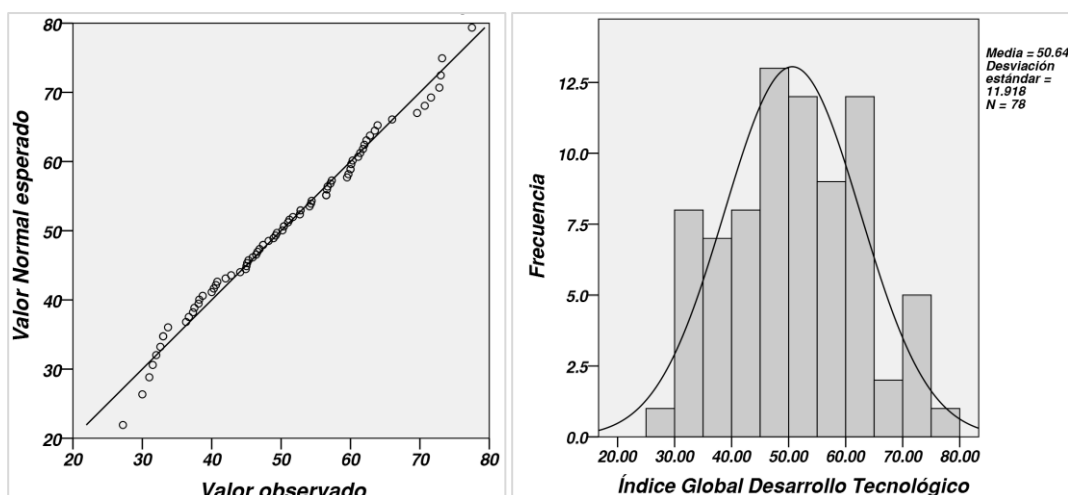 Valor Normal esperado
80
70
60
50
40
30
20
20 30 40 50 60 70 80
Valor observado
Frecuencia
12.5
10.0
7.5
5.0
2.5
0.0
20.00 30.00 40.00 50.00 60.00 70.00 80.00
Índice Global Desarrollo Tecnológico
Media = 50.64
Desviación
estándar =
11.918
N = 78